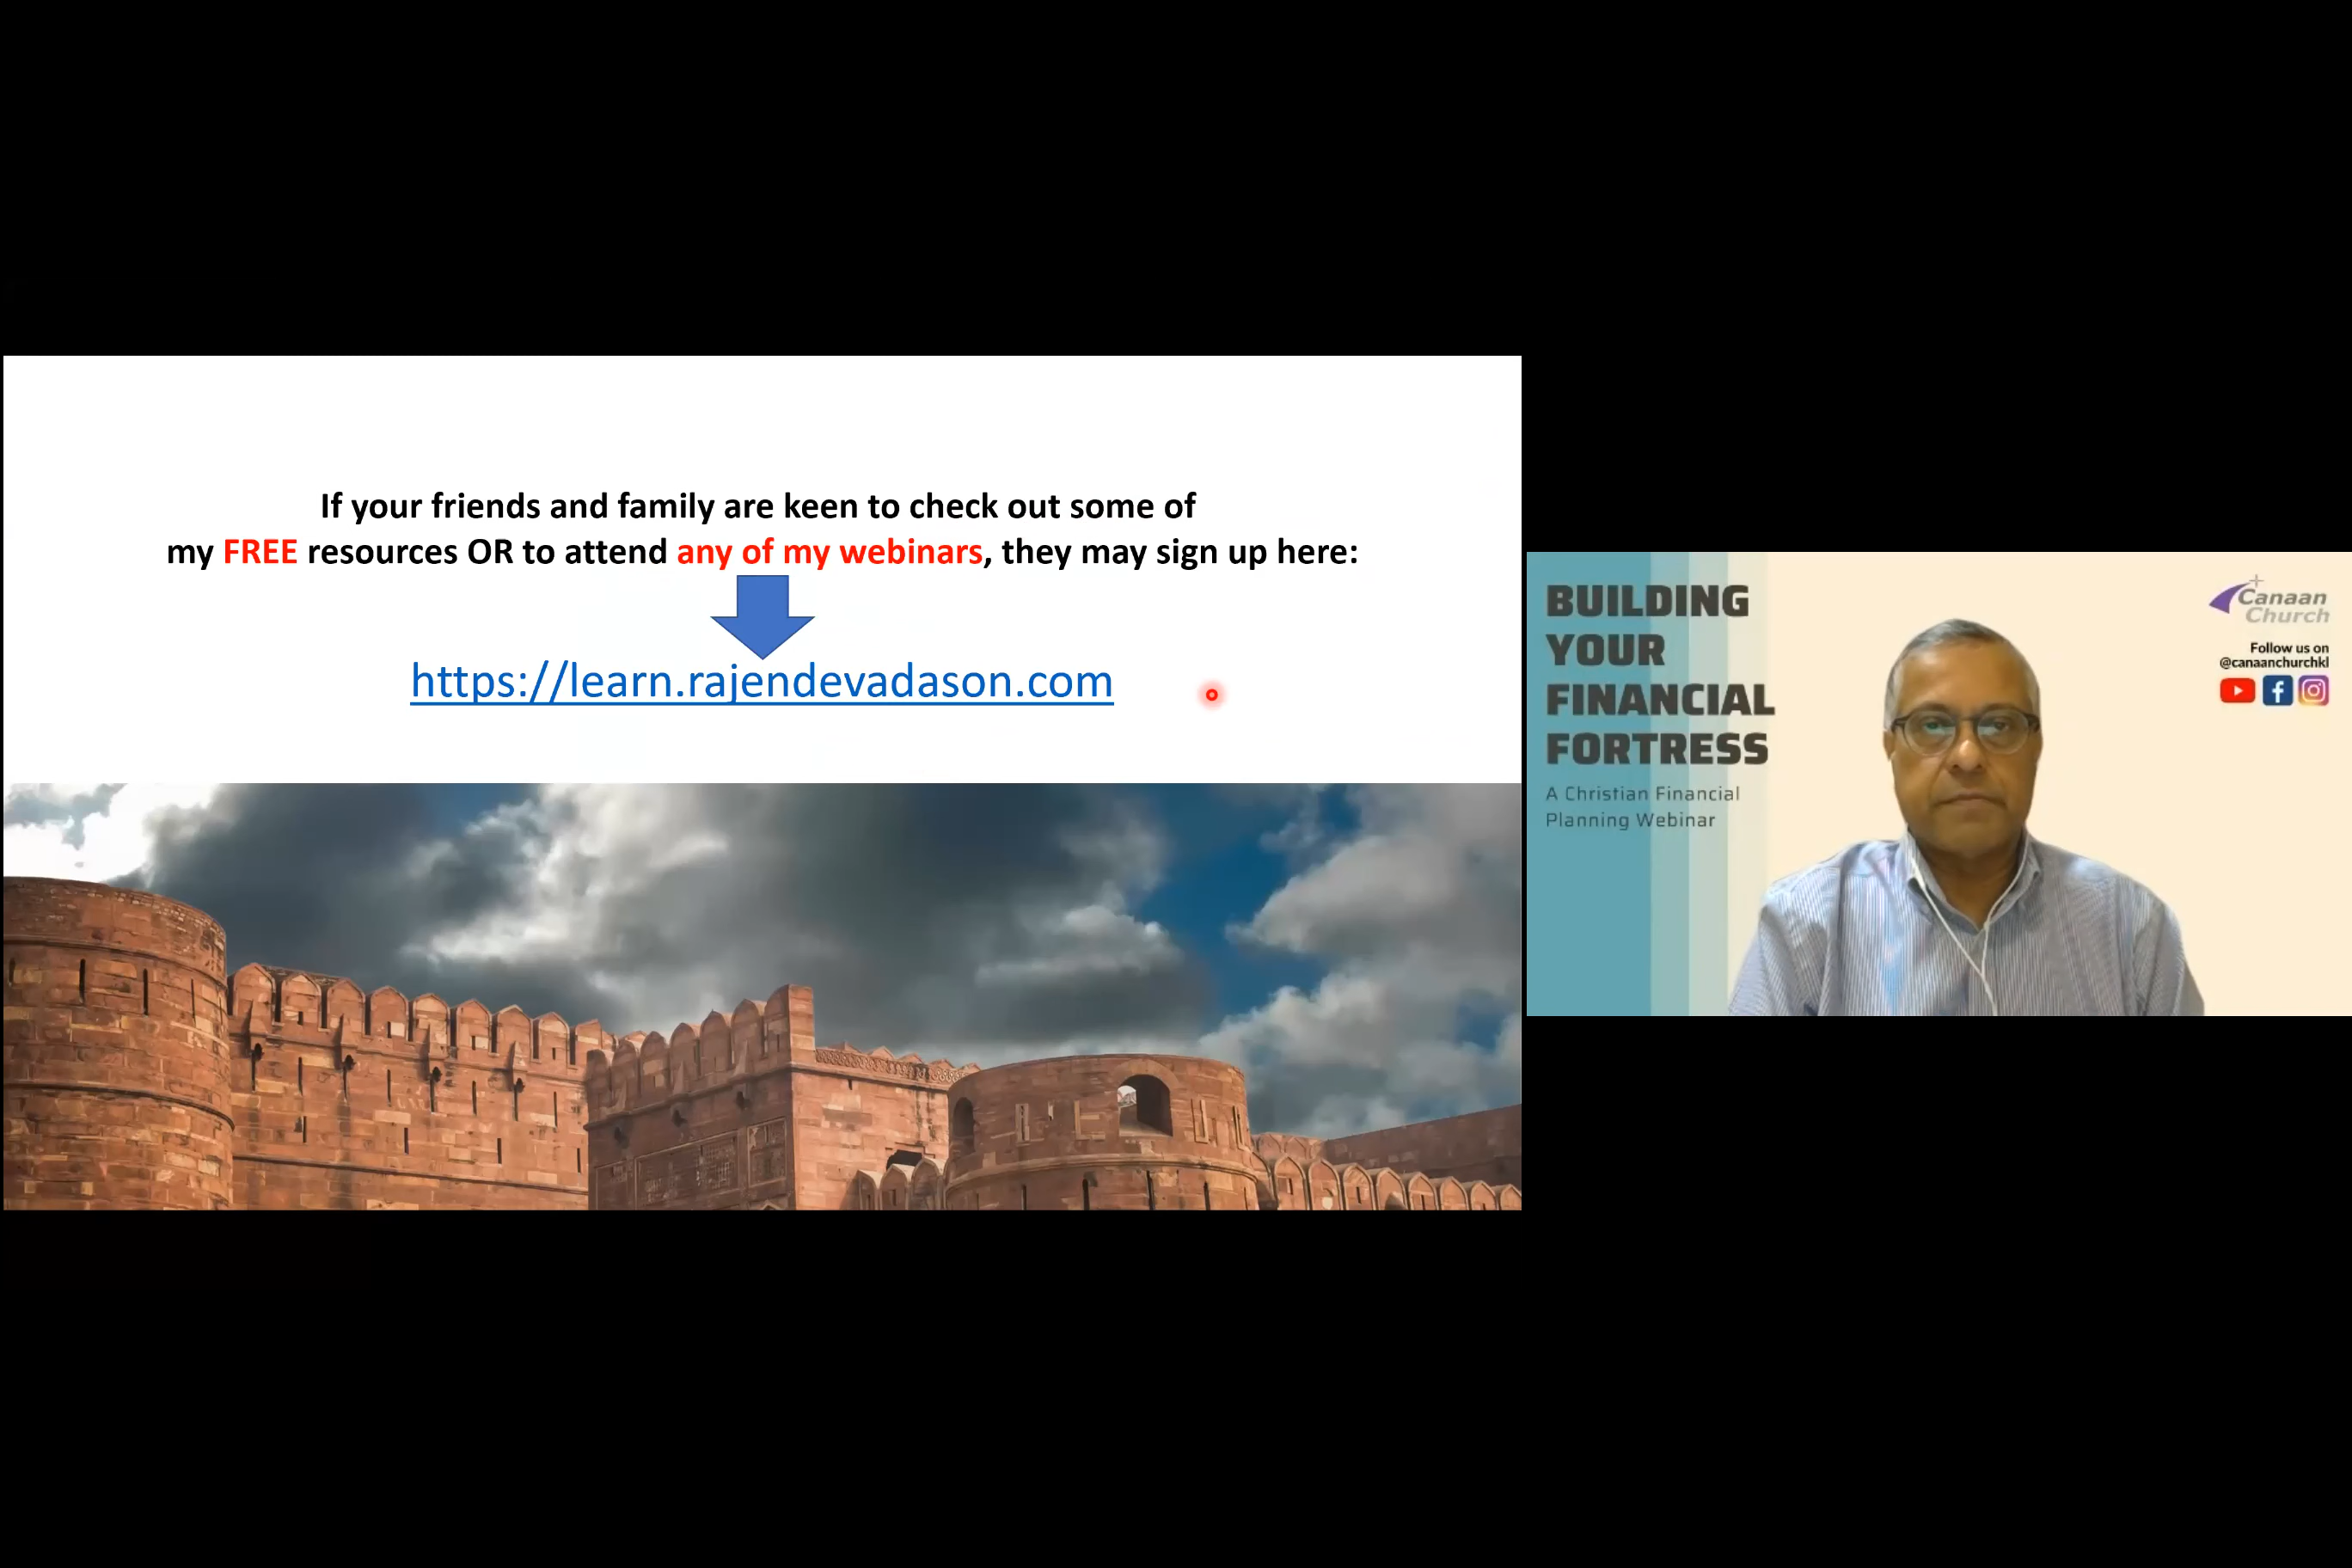 If your friends and family are keen to check out some of
my FREE resources OR to attend any of my webinars, they may sign up here:
https://learn.rajendevadason.com
BUILDING
YOUR
FINANCIAL
FORTRESS
A Christian Financial
Planning Webinar
Canaan
Church
Follow us on
@canaanchurchkl